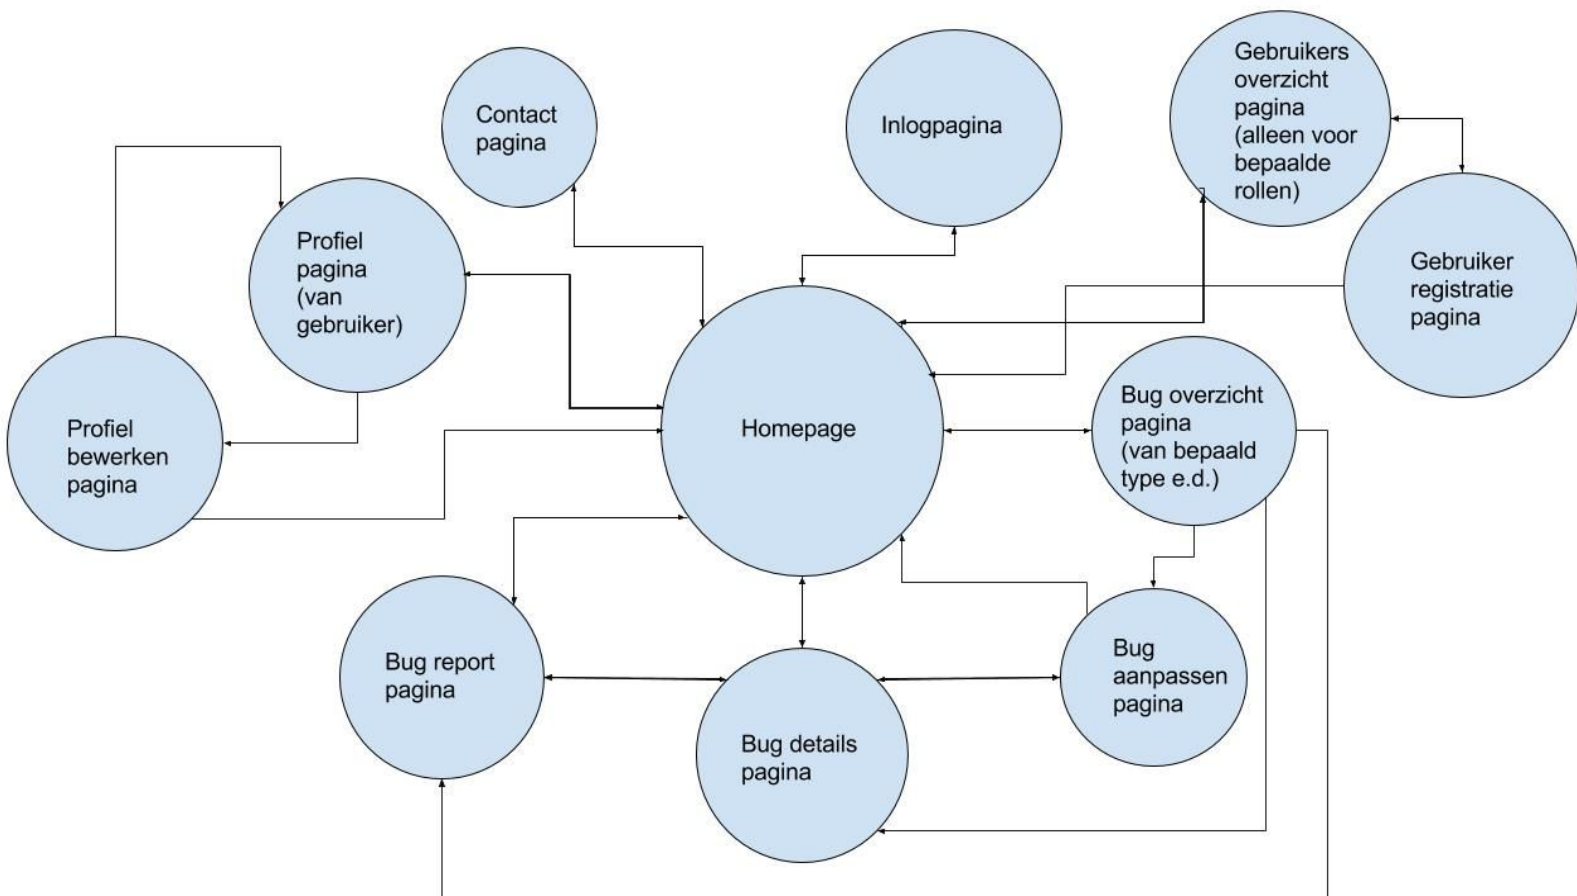 Contact
pagina
Inlogpagina
Gebruikers
overzicht
pagina
(alleen voor
bepaalde
rollen)
Profiel
pagina
(van
gebruiker)
Gebruiker
registratie
pagina
Profiel
bewerken
pagina
Homepage
Bug overzicht
pagina
(van bepaald
type e.d.)
Bug report
pagina
Bug details
pagina
Bug
aanpassen
pagina